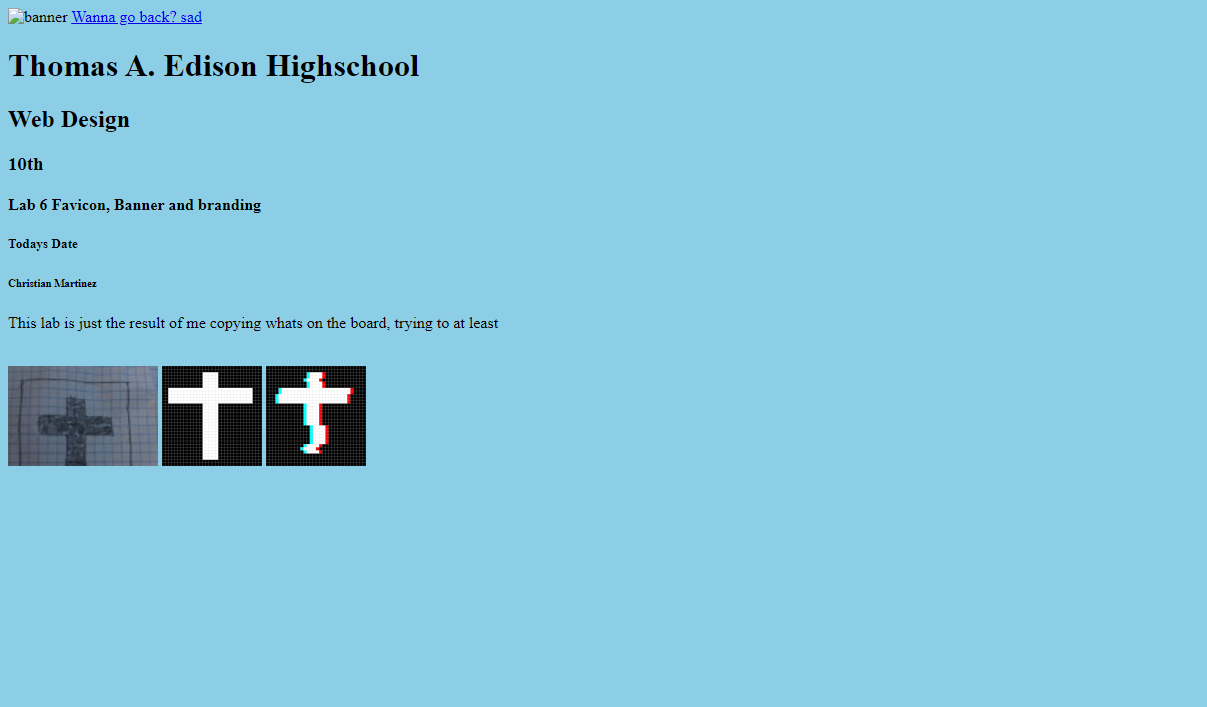 banner Wanna go back? sad
Thomas A. Edison Highschool
Web Design
10th
Lab 6 Favicon, Banner and branding
Todays Date
Christian Martinez
This lab is just the result of me copying whats on the board, trying to at least